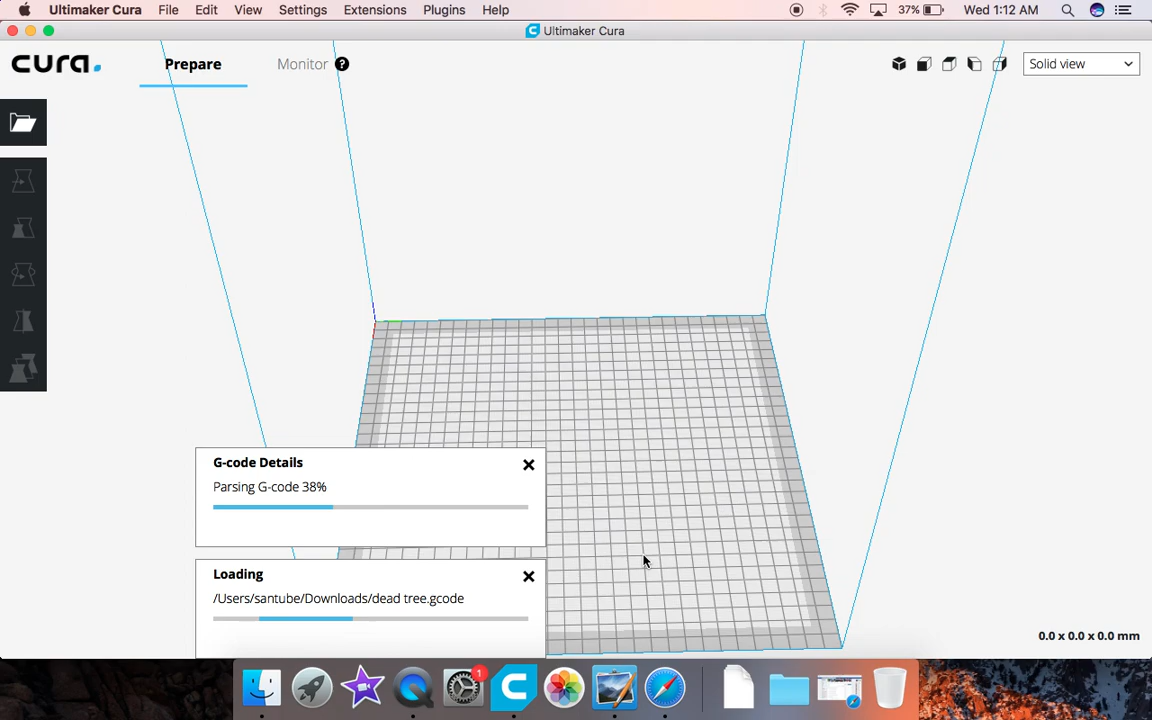 Ultimaker Cura File Edit View Settings Extensions Plugins Help 37% Wed 1:12 AM
Ultimaker Cura
cura. Prepare Monitor ? Solid view
G-code Details
Parsing G-code 38%
Loading
/Users/santube/Downloads/dead tree.gcode
0.0 x 0.0 x 0.0 mm
1